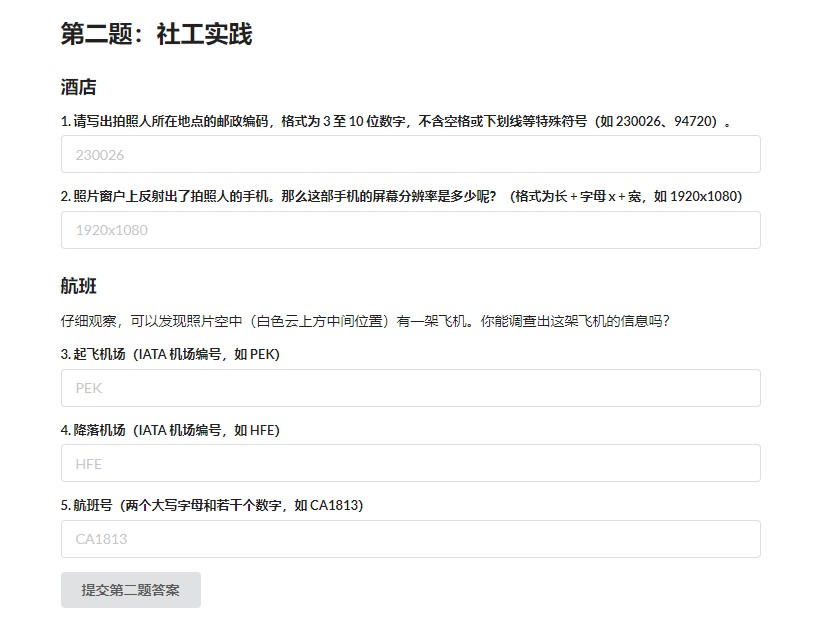 第二题：社工实践
酒店
1. 请写出拍照人所在地点的邮政编码，格式为 3 至 10 位数字，不含空格或下划线等特殊符号（如 230026、94720）。
230026
2. 照片窗户上反射出了拍照人的手机。那么这部手机的屏幕分辨率是多少呢？（格式为长 + 字母 x + 宽，如 1920x1080）
1920x1080
航班
仔细观察，可以发现照片空中（白色云上方中间位置）有一架飞机。你能调查出这架飞机的信息吗？
3. 起飞机场（IATA 机场编号，如 PEK）
PEK
4. 降落机场（IATA 机场编号，如 HFE）
HFE
5. 航班号（两个大写字母和若干个数字，如 CA1813）
CA1813
提交第二题答案